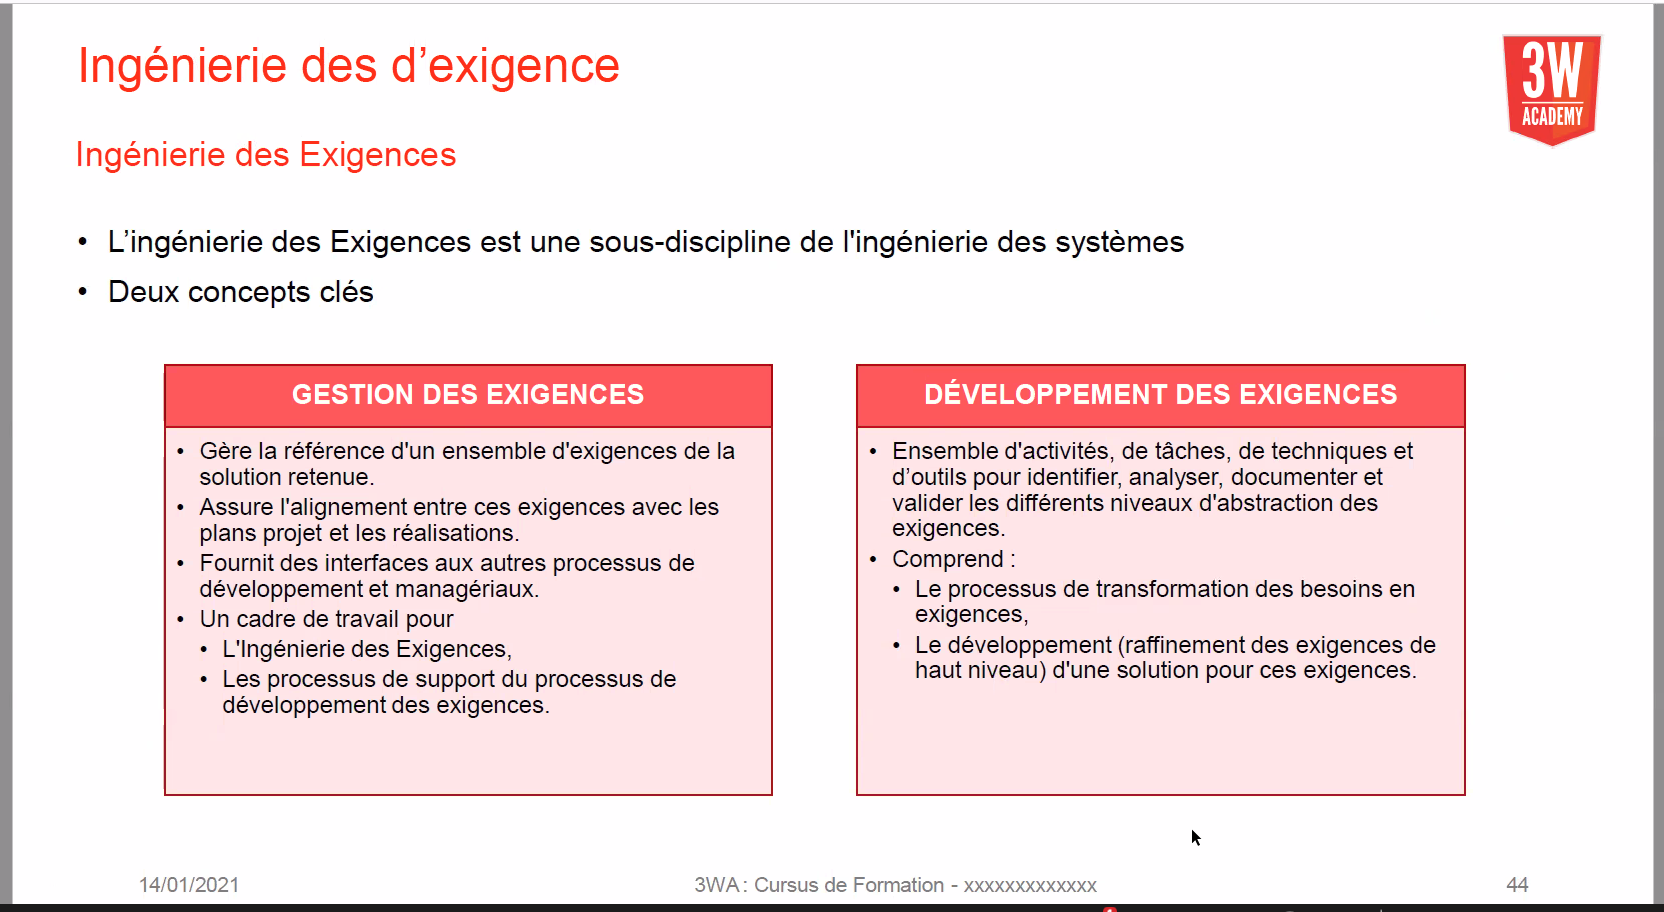 Ingénierie des d’exigence
3W
ACADEMY
Ingénierie des Exigences
• L’ingénierie des Exigences est une sous-discipline de l'ingénierie des systèmes
• Deux concepts clés
GESTION DES EXIGENCES
• Gère la référence d'un ensemble d'exigences de la
solution retenue.
• Assure l'alignement entre ces exigences avec les
plans projet et les réalisations.
• Fournit des interfaces aux autres processus de
développement et managériaux.
• Un cadre de travail pour
• L'Ingénierie des Exigences,
• Les processus de support du processus de
développement des exigences.
DÉVELOPPEMENT DES EXIGENCES
• Ensemble d'activités, de tâches, de techniques et
d’outils pour identifier, analyser, documenter et
valider les différents niveaux d'abstraction des
exigences.
• Comprend :
• Le processus de transformation des besoins en
exigences,
• Le développement (raffinement des exigences de
haut niveau) d'une solution pour ces exigences.
14/01/2021
3WA : Cursus de Formation - xxxxxxxxxxxxx
44